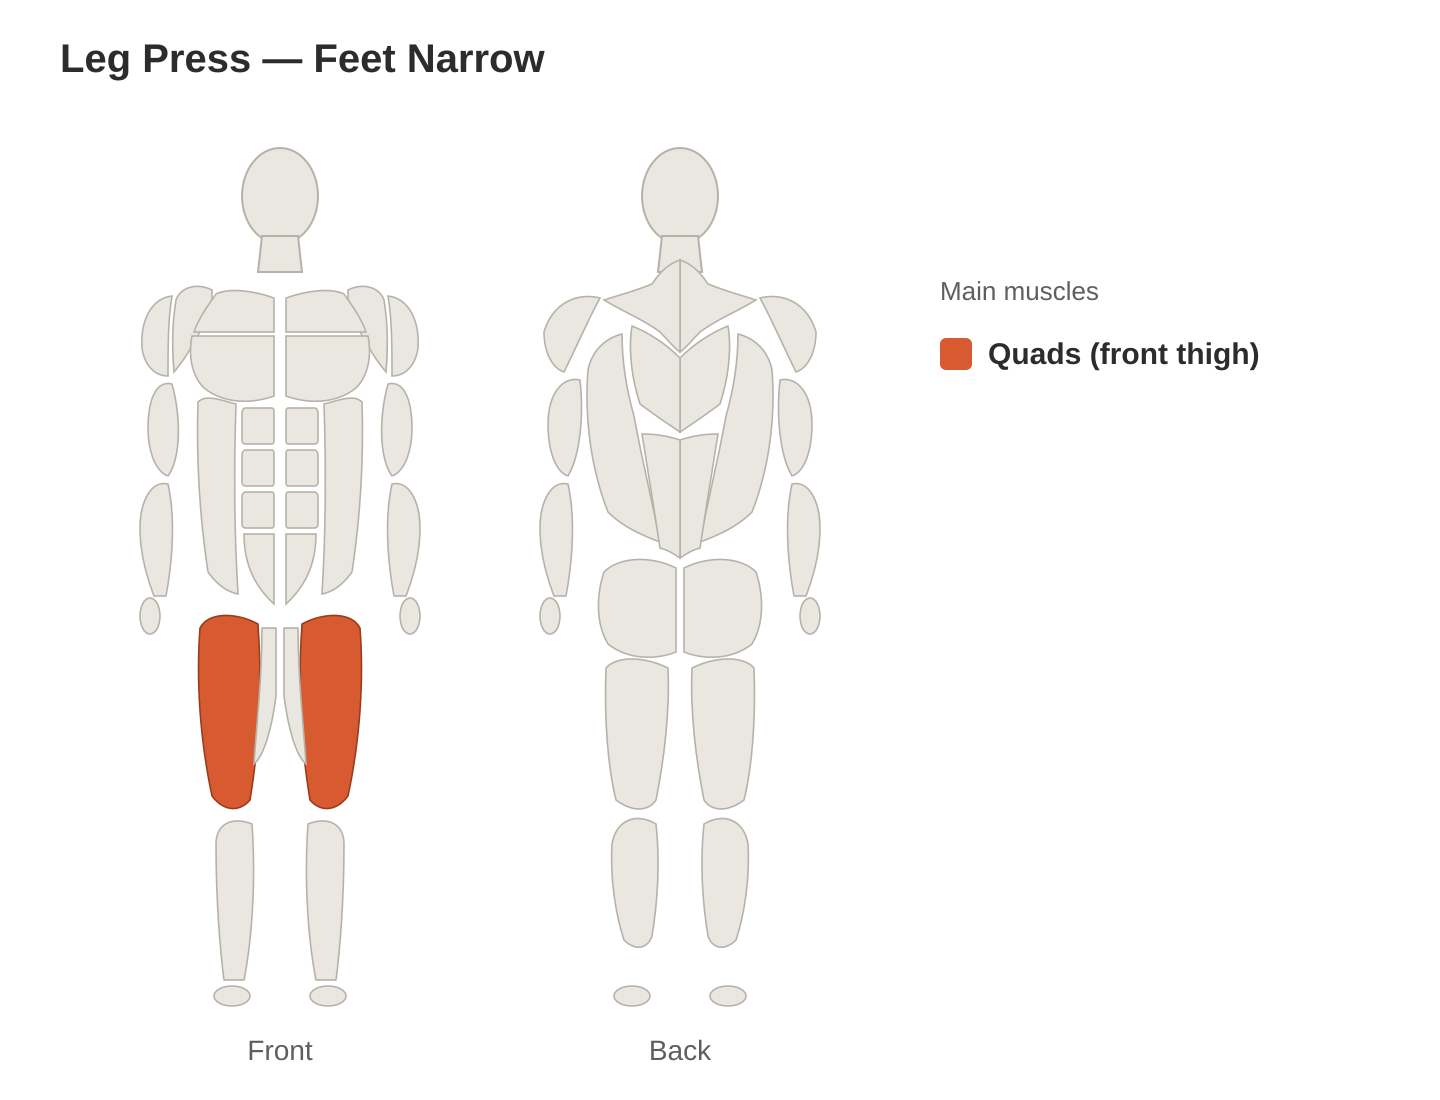 Leg Press — Feet Narrow
Main muscles
Quads (front thigh)
Front
Back